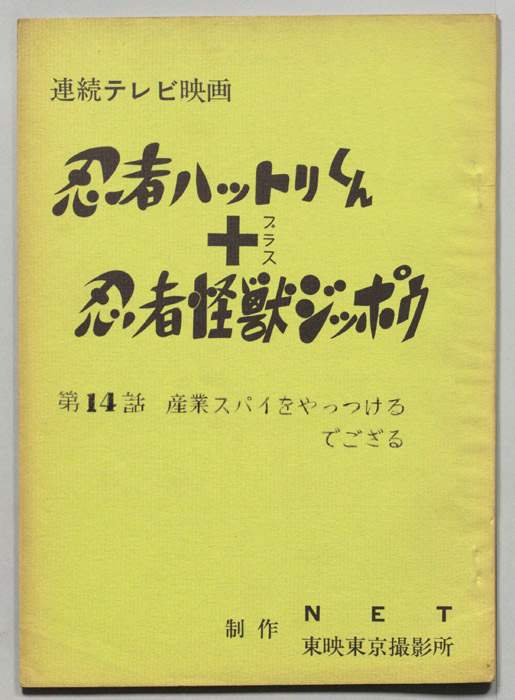 連続テレビ映画
忍者ハットリくん
＋プラス
忍者怪獣ジッポウ
第14話 産業スパイをやっつける
でござる
制作 NET
東映東京撮影所